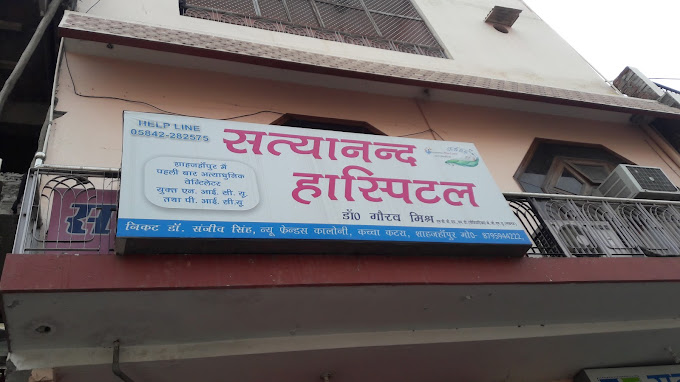 HELP LINE
05842-282575
सत्यानन्द
हास्पिटल
शाहजहाँपुर में
पहली बार अत्याधुनिक
वेन्टिलेटर
युक्त एन. आई. सी. यू.
तथा पी. आई. सी.यू.
डॉ0 गौरव मिश्र
निकट डॉ. संजीव सिंह, न्यू फ्रेन्डस कालोनी, कच्चा कटरा, शाहजहाँपुर मो0-